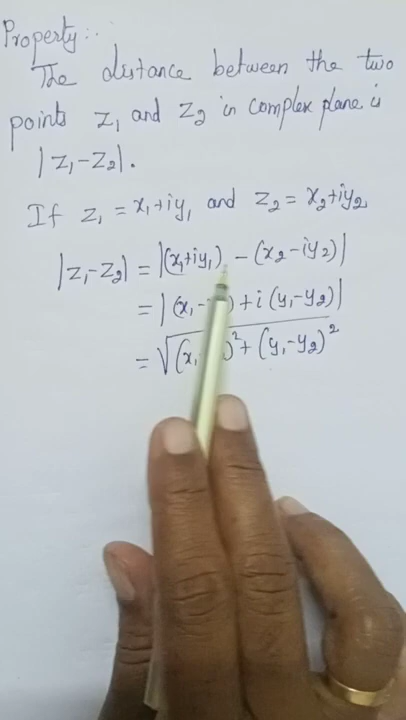 Property:-
The distance between the two
points z₁ and z₂ in complex plane is
|z₁-z₂|.
If z₁ = x₁+iy₁ and z₂ = x₂+iy₂
|z₁-z₂| = |(x₁+iy₁) - (x₂-iy₂)|
= |(x₁- ) + i(y₁-y₂)|
= √(x₁- )² + (y₁-y₂)²